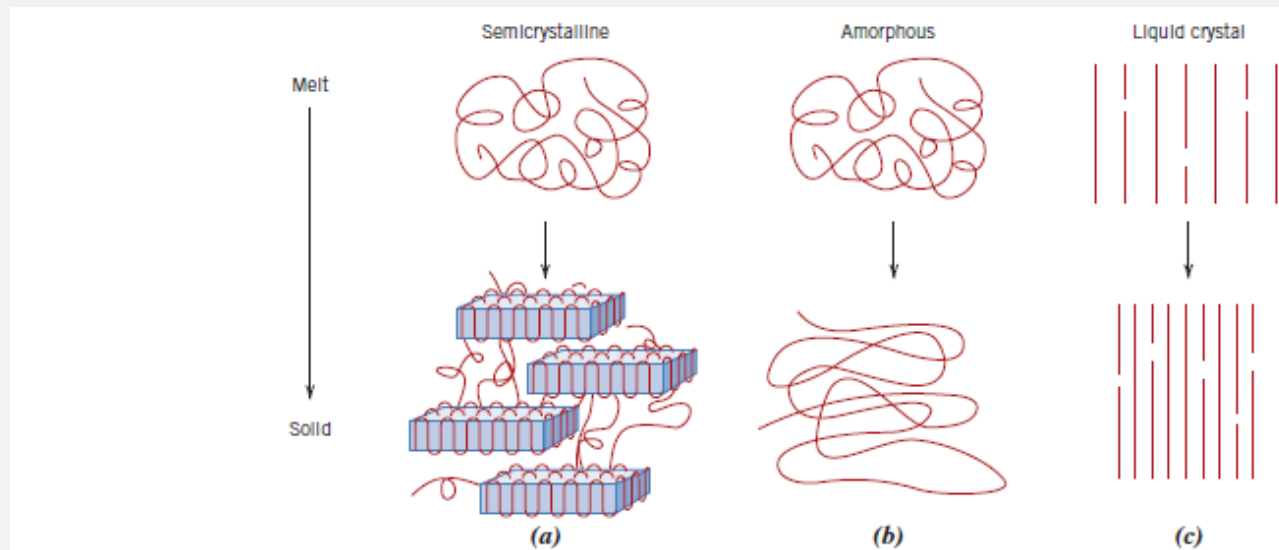 Semicrystalline
Amorphous
Liquid crystal
Melt
Solid
(a)
(b)
(c)